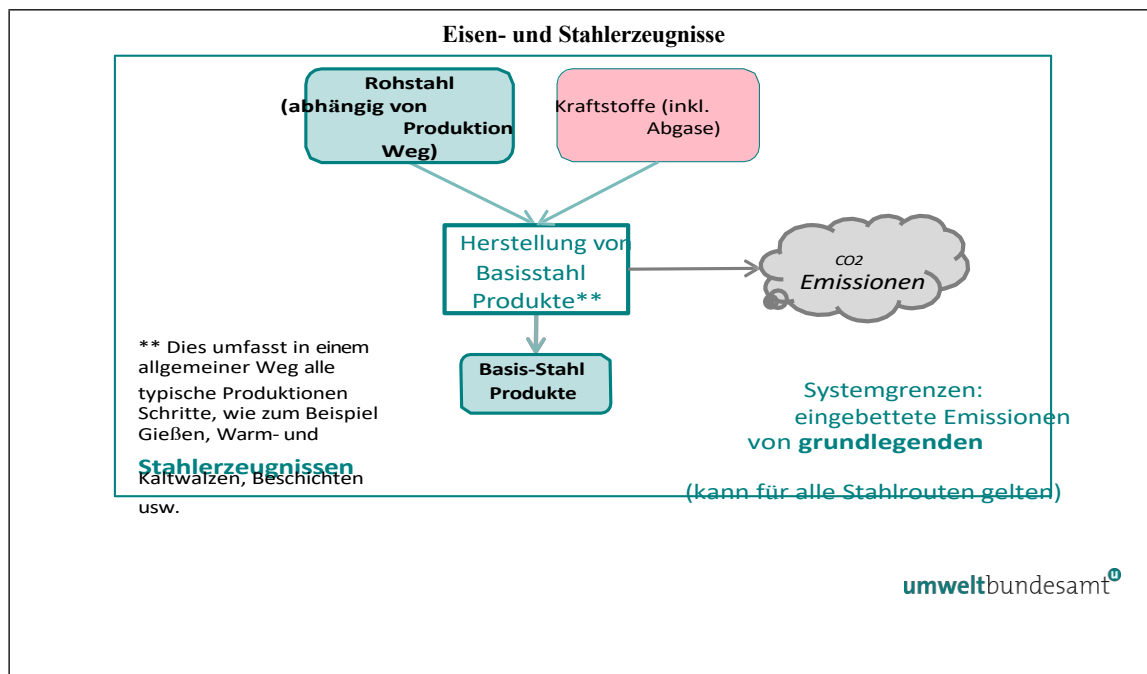 Eisen- und Stahlerzeugnisse
Rohstahl
(abhängig von
Produktion
Weg)
Kraftstoffe (inkl.
Abgase)
Herstellung von
Basisstahl
Produkte**
CO2
Emissionen
Basis-Stahl
Produkte
** Dies umfasst in einem
allgemeiner Weg alle
typische Produktionen
Schritte, wie zum Beispiel
Gießen, Warm- und
Stahlerzeugnissen
Kaltwalzen, Beschichten
usw.
Systemgrenzen:
eingebettete Emissionen
von grundlegenden
(kann für alle Stahlrouten gelten)
umweltbundesamt u